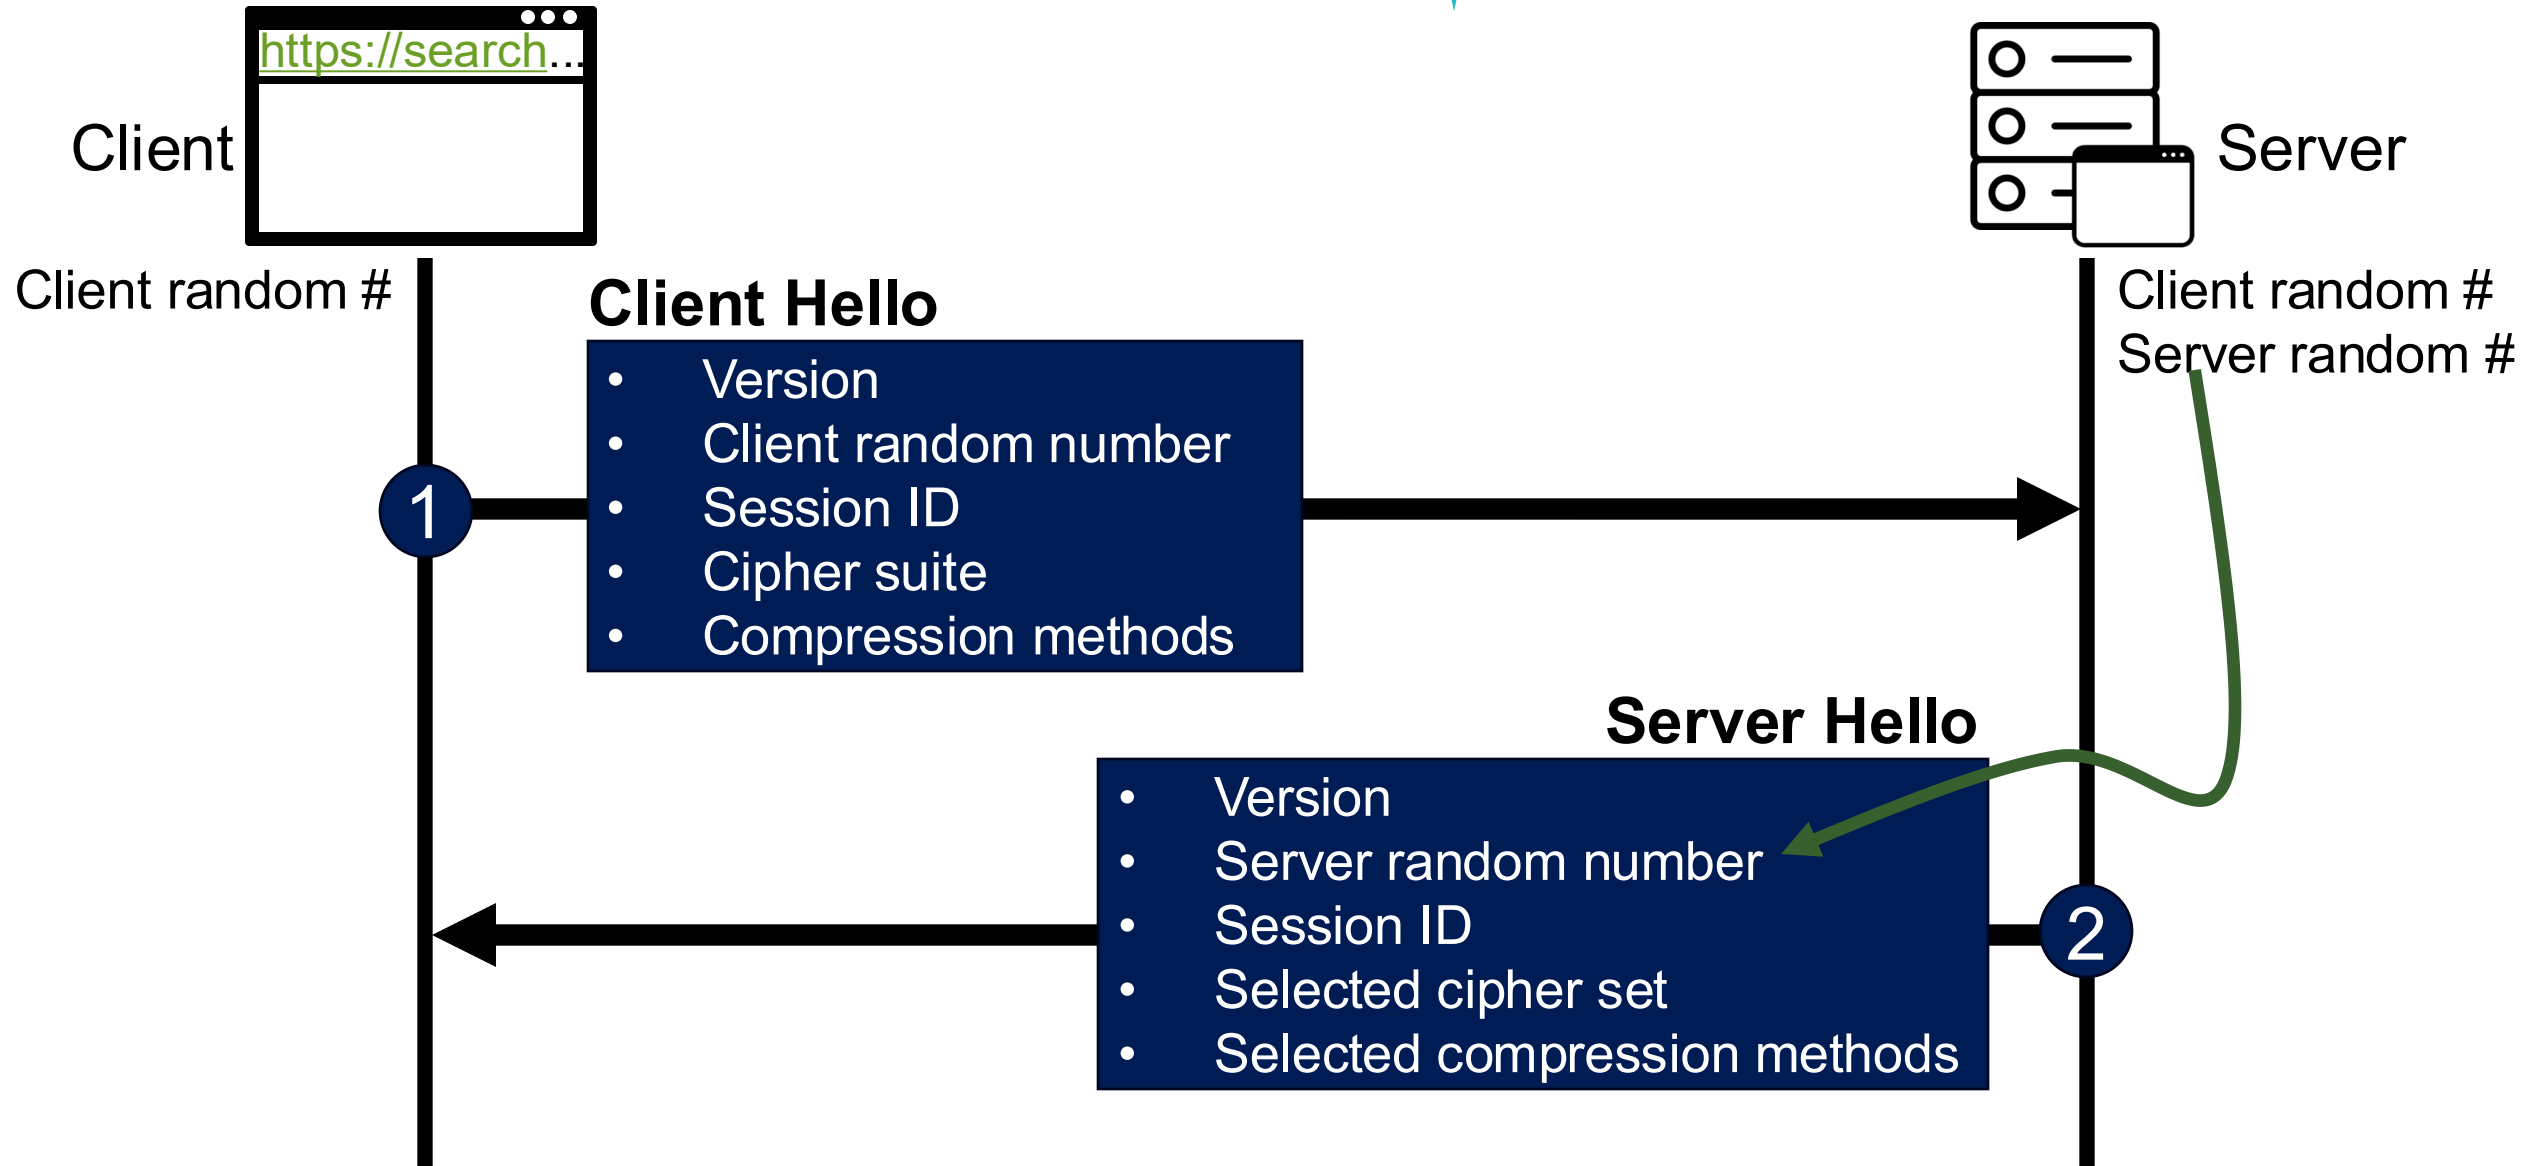 https://search...
Client
Server
Client random #
Client random #
Server random #
Client Hello
• Version
• Client random number
• Session ID
• Cipher suite
• Compression methods
1
Server Hello
• Version
• Server random number
• Session ID
• Selected cipher set
• Selected compression methods
2